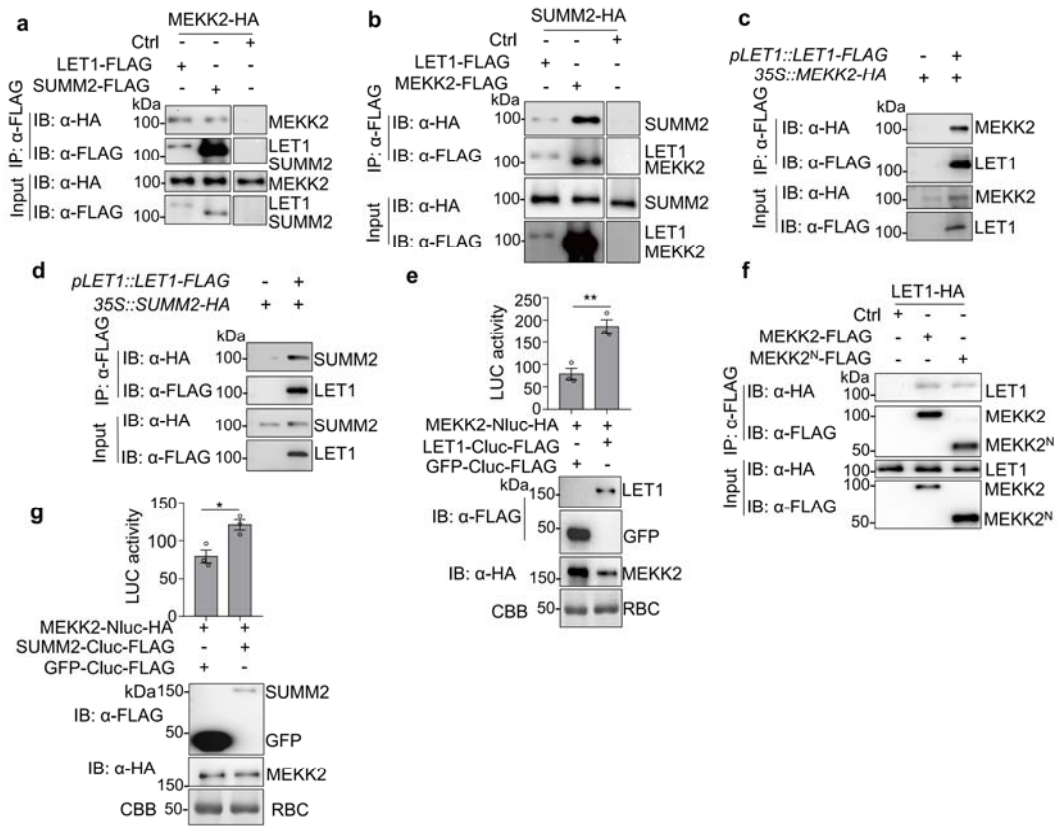 a
MEKK2-HA
Ctrl - - +
LET1-FLAG + - -
SUMM2-FLAG - + -
kDa
IP: α-FLAG
IB: α-HA 100- MEKK2
IB: α-FLAG 100- LET1
SUMM2
Input
IB: α-HA 100- MEKK2
IB: α-FLAG 100- LET1
SUMM2
b
SUMM2-HA
Ctrl - - +
LET1-FLAG + - -
MEKK2-FLAG - + -
kDa
IP: α-FLAG
IB: α-HA 100- SUMM2
IB: α-FLAG 100- LET1
MEKK2
Input
IB: α-HA 100- SUMM2
IB: α-FLAG 100- LET1
MEKK2
c
pLET1::LET1-FLAG - +
35S::MEKK2-HA + +
kDa
IP: α-FLAG
IB: α-HA 100- MEKK2
IB: α-FLAG 100- LET1
Input
IB: α-HA 100- MEKK2
IB: α-FLAG 100- LET1
d
pLET1::LET1-FLAG - +
35S::SUMM2-HA + +
kDa
IP: α-FLAG
IB: α-HA 100- SUMM2
IB: α-FLAG 100- LET1
Input
IB: α-HA 100- SUMM2
IB: α-FLAG 100- LET1
e
LUC activity
250
200
150
100
50
0
**
MEKK2-Nluc-HA + +
LET1-Cluc-FLAG - +
GFP-Cluc-FLAG + -
kDa
150- LET1
IB: α-FLAG
50- GFP
IB: α-HA 150- MEKK2
CBB 50- RBC
f
LET1-HA
Ctrl + - -
MEKK2-FLAG - + -
MEKK2ᴺ-FLAG - - +
kDa
IP: α-FLAG
IB: α-HA 100- LET1
IB: α-FLAG 100- MEKK2
50- MEKK2ᴺ
Input
IB: α-HA 100- LET1
IB: α-FLAG 100- MEKK2
50- MEKK2ᴺ
g
LUC activity
150
100
50
0
*
MEKK2-Nluc-HA + +
SUMM2-Cluc-FLAG - +
GFP-Cluc-FLAG + -
kDa 150- SUMM2
IB: α-FLAG
50- GFP
IB: α-HA 150- MEKK2
CBB 50- RBC